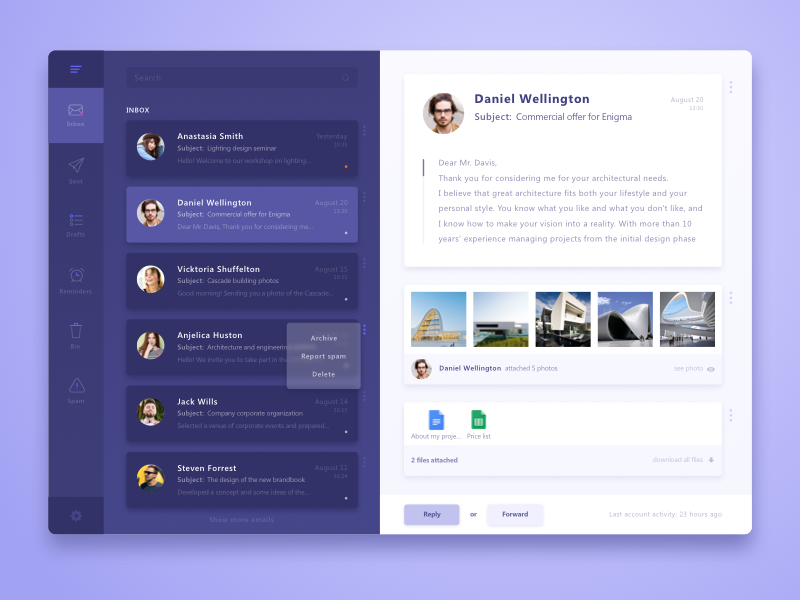 Search
INBOX
Inbox
Sent
Drafts
Reminders
Bin
Spam
Anastasia Smith
Yesterday
Subject: Lighting design seminar
Hello! Welcome to our workshop on lighting...
Daniel Wellington
August 20
13:30
Subject: Commercial offer for Enigma
Dear Mr. Davis, Thank you for considering me...
Vicktoria Shuffelton
August 15
Subject: Cascade building photos
Good morning! Sending you a photo of the Cascade...
Anjelica Huston
Subject: Architecture and engineerin
Hello! We invite you to take part in the
Archive
Report spam
Delete
Jack Wills
August 14
Subject: Company corporate organization
Selected a venue of corporate events and prepared...
Steven Forrest
August 12
Subject: The design of the new brandbook
Developed a concept and some ideas of the...
Show more emails
Daniel Wellington
August 20
13:30
Subject: Commercial offer for Enigma
Dear Mr. Davis,
Thank you for considering me for your architectural needs.
I believe that great architecture fits both your lifestyle and your
personal style. You know what you like and what you don't like, and
I know how to make your vision into a reality. With more than 10
years' experience managing projects from the initial design phase
Daniel Wellington attached 5 photos
see photo
About my proje...
Price list
2 files attached
download all files
Reply
or
Forward
Last account activity: 23 hours ago